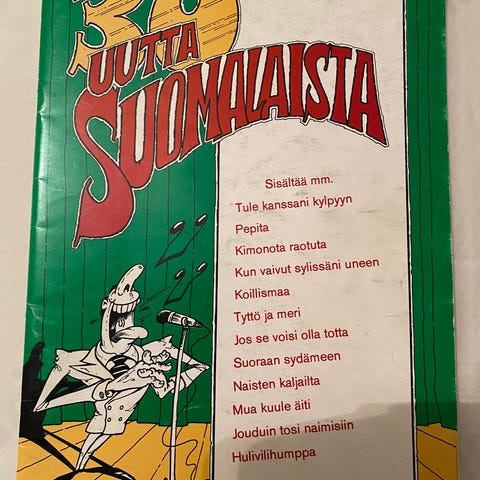 30
UUTTA
SUOMALAISTA
Sisältää mm.
Tule kanssani kylpyyn
Pepita
Kimonota raotuta
Kun vaivut sylissäni uneen
Koillismaa
Tyttö ja meri
Jos se voisi olla totta
Suoraan sydämeen
Naisten kaljailta
Mua kuule äiti
Jouduin tosi naimisiin
Hulivilihumppa